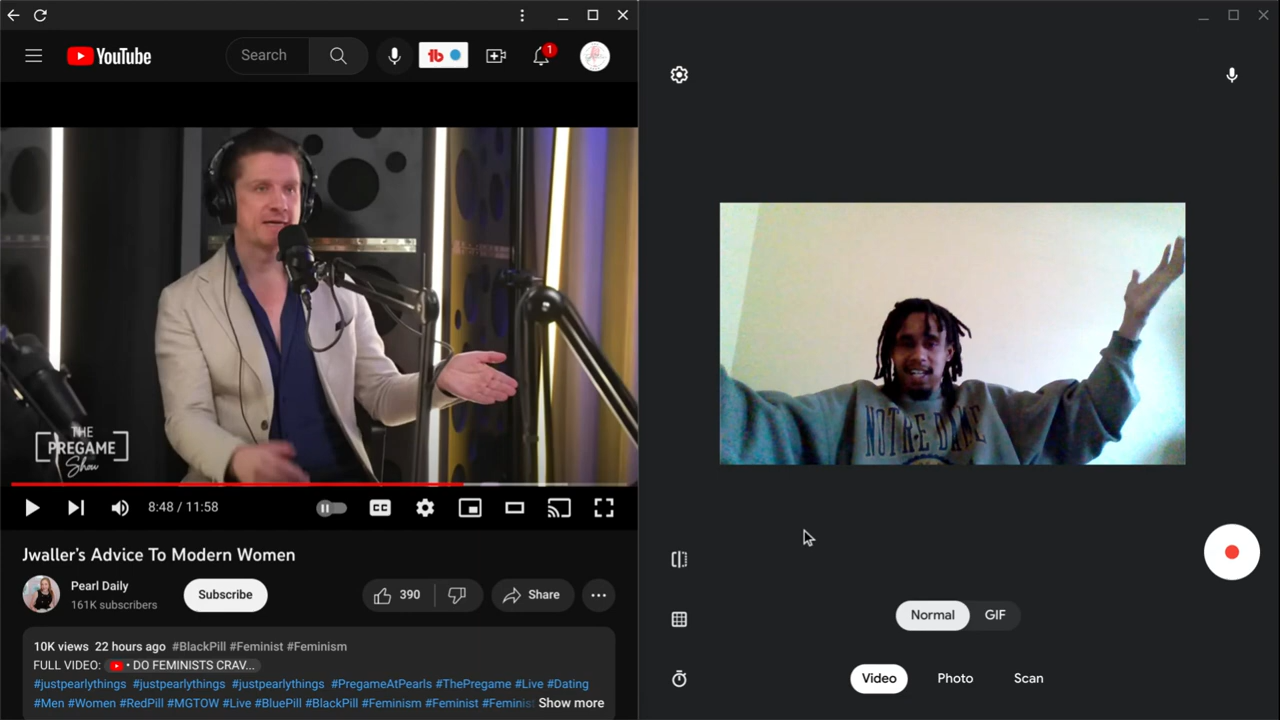 YouTube
Search
1
THE
PREGAME
Show
8:48 / 11:58
CC
Jwaller's Advice To Modern Women
Pearl Daily
161K subscribers
Subscribe
390
Share
10K views 22 hours ago #BlackPill #Feminist #Feminism
FULL VIDEO: • DO FEMINISTS CRAV...
#justpearlythings #justpearlythings #justpearlythings #PregameAtPearls #ThePregame #Live #Dating
#Men #Women #RedPill #MGTOW #Live #BluePill #BlackPill #Feminism #Feminist #Feminis Show more
NOTRE DAME
Normal
GIF
Video
Photo
Scan